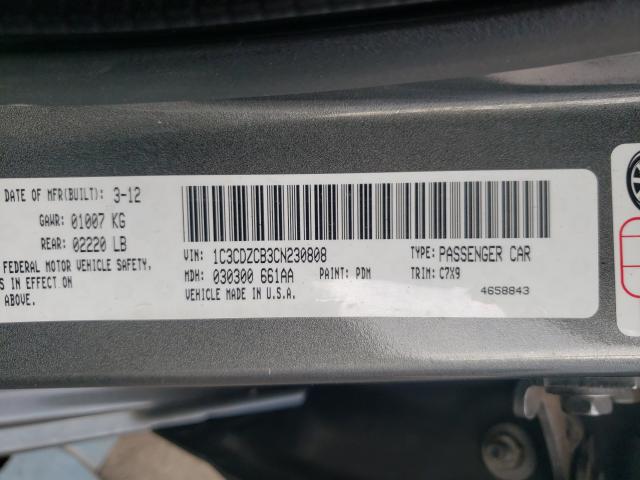 DATE OF MFR(BUILT): 3-12
GAWR: 01007 KG
REAR: 02220 LB
FEDERAL MOTOR VEHICLE SAFETY,
S IN EFFECT ON
ABOVE.
VIN: 1C3CDZCB3CN230808 TYPE: PASSENGER CAR
MDH: 030300 661AA PAINT: PDM TRIM: C7X9
VEHICLE MADE IN U.S.A. 4658843